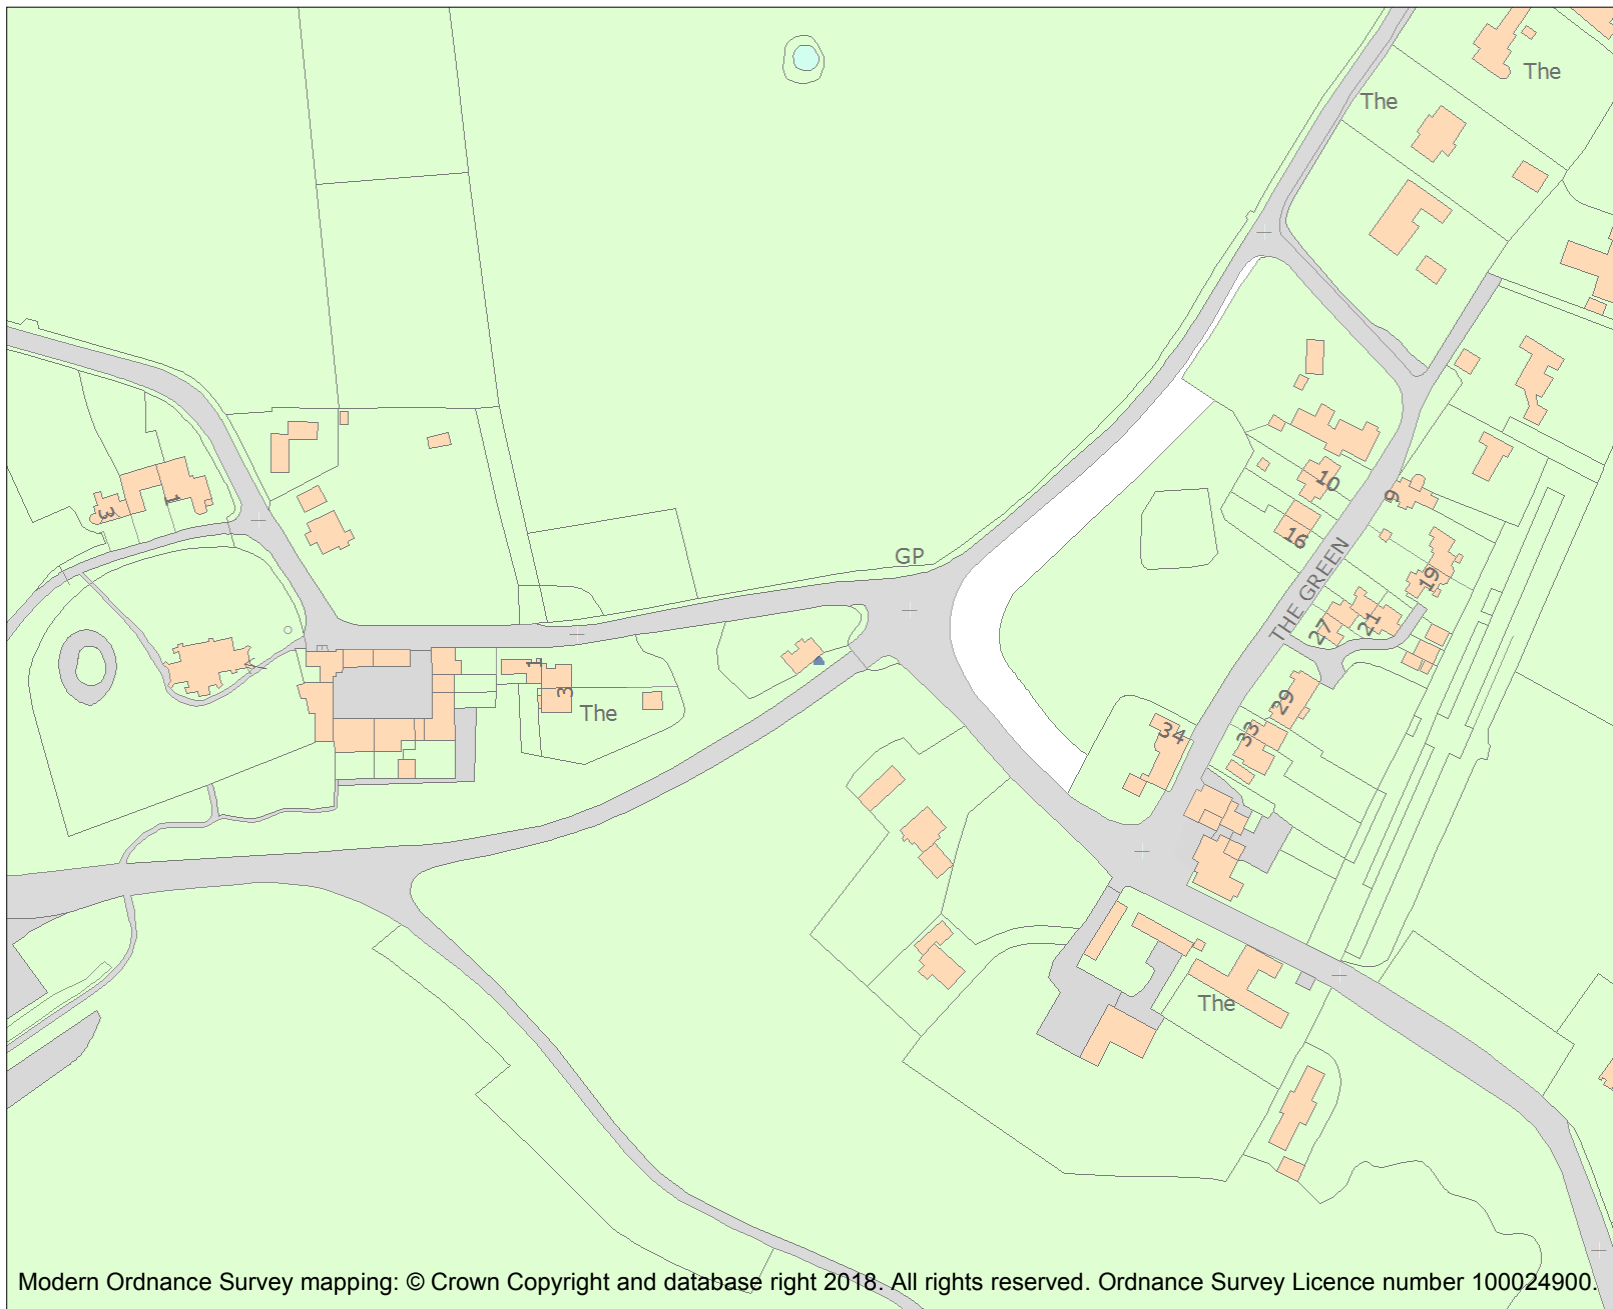 The
The
10
9
16
GP
THE GREEN
19
1
3
27
21
1
3
29
The
34
33
The
Modern Ordnance Survey mapping: © Crown Copyright and database right 2018. All rights reserved. Ordnance Survey Licence number 100024900.